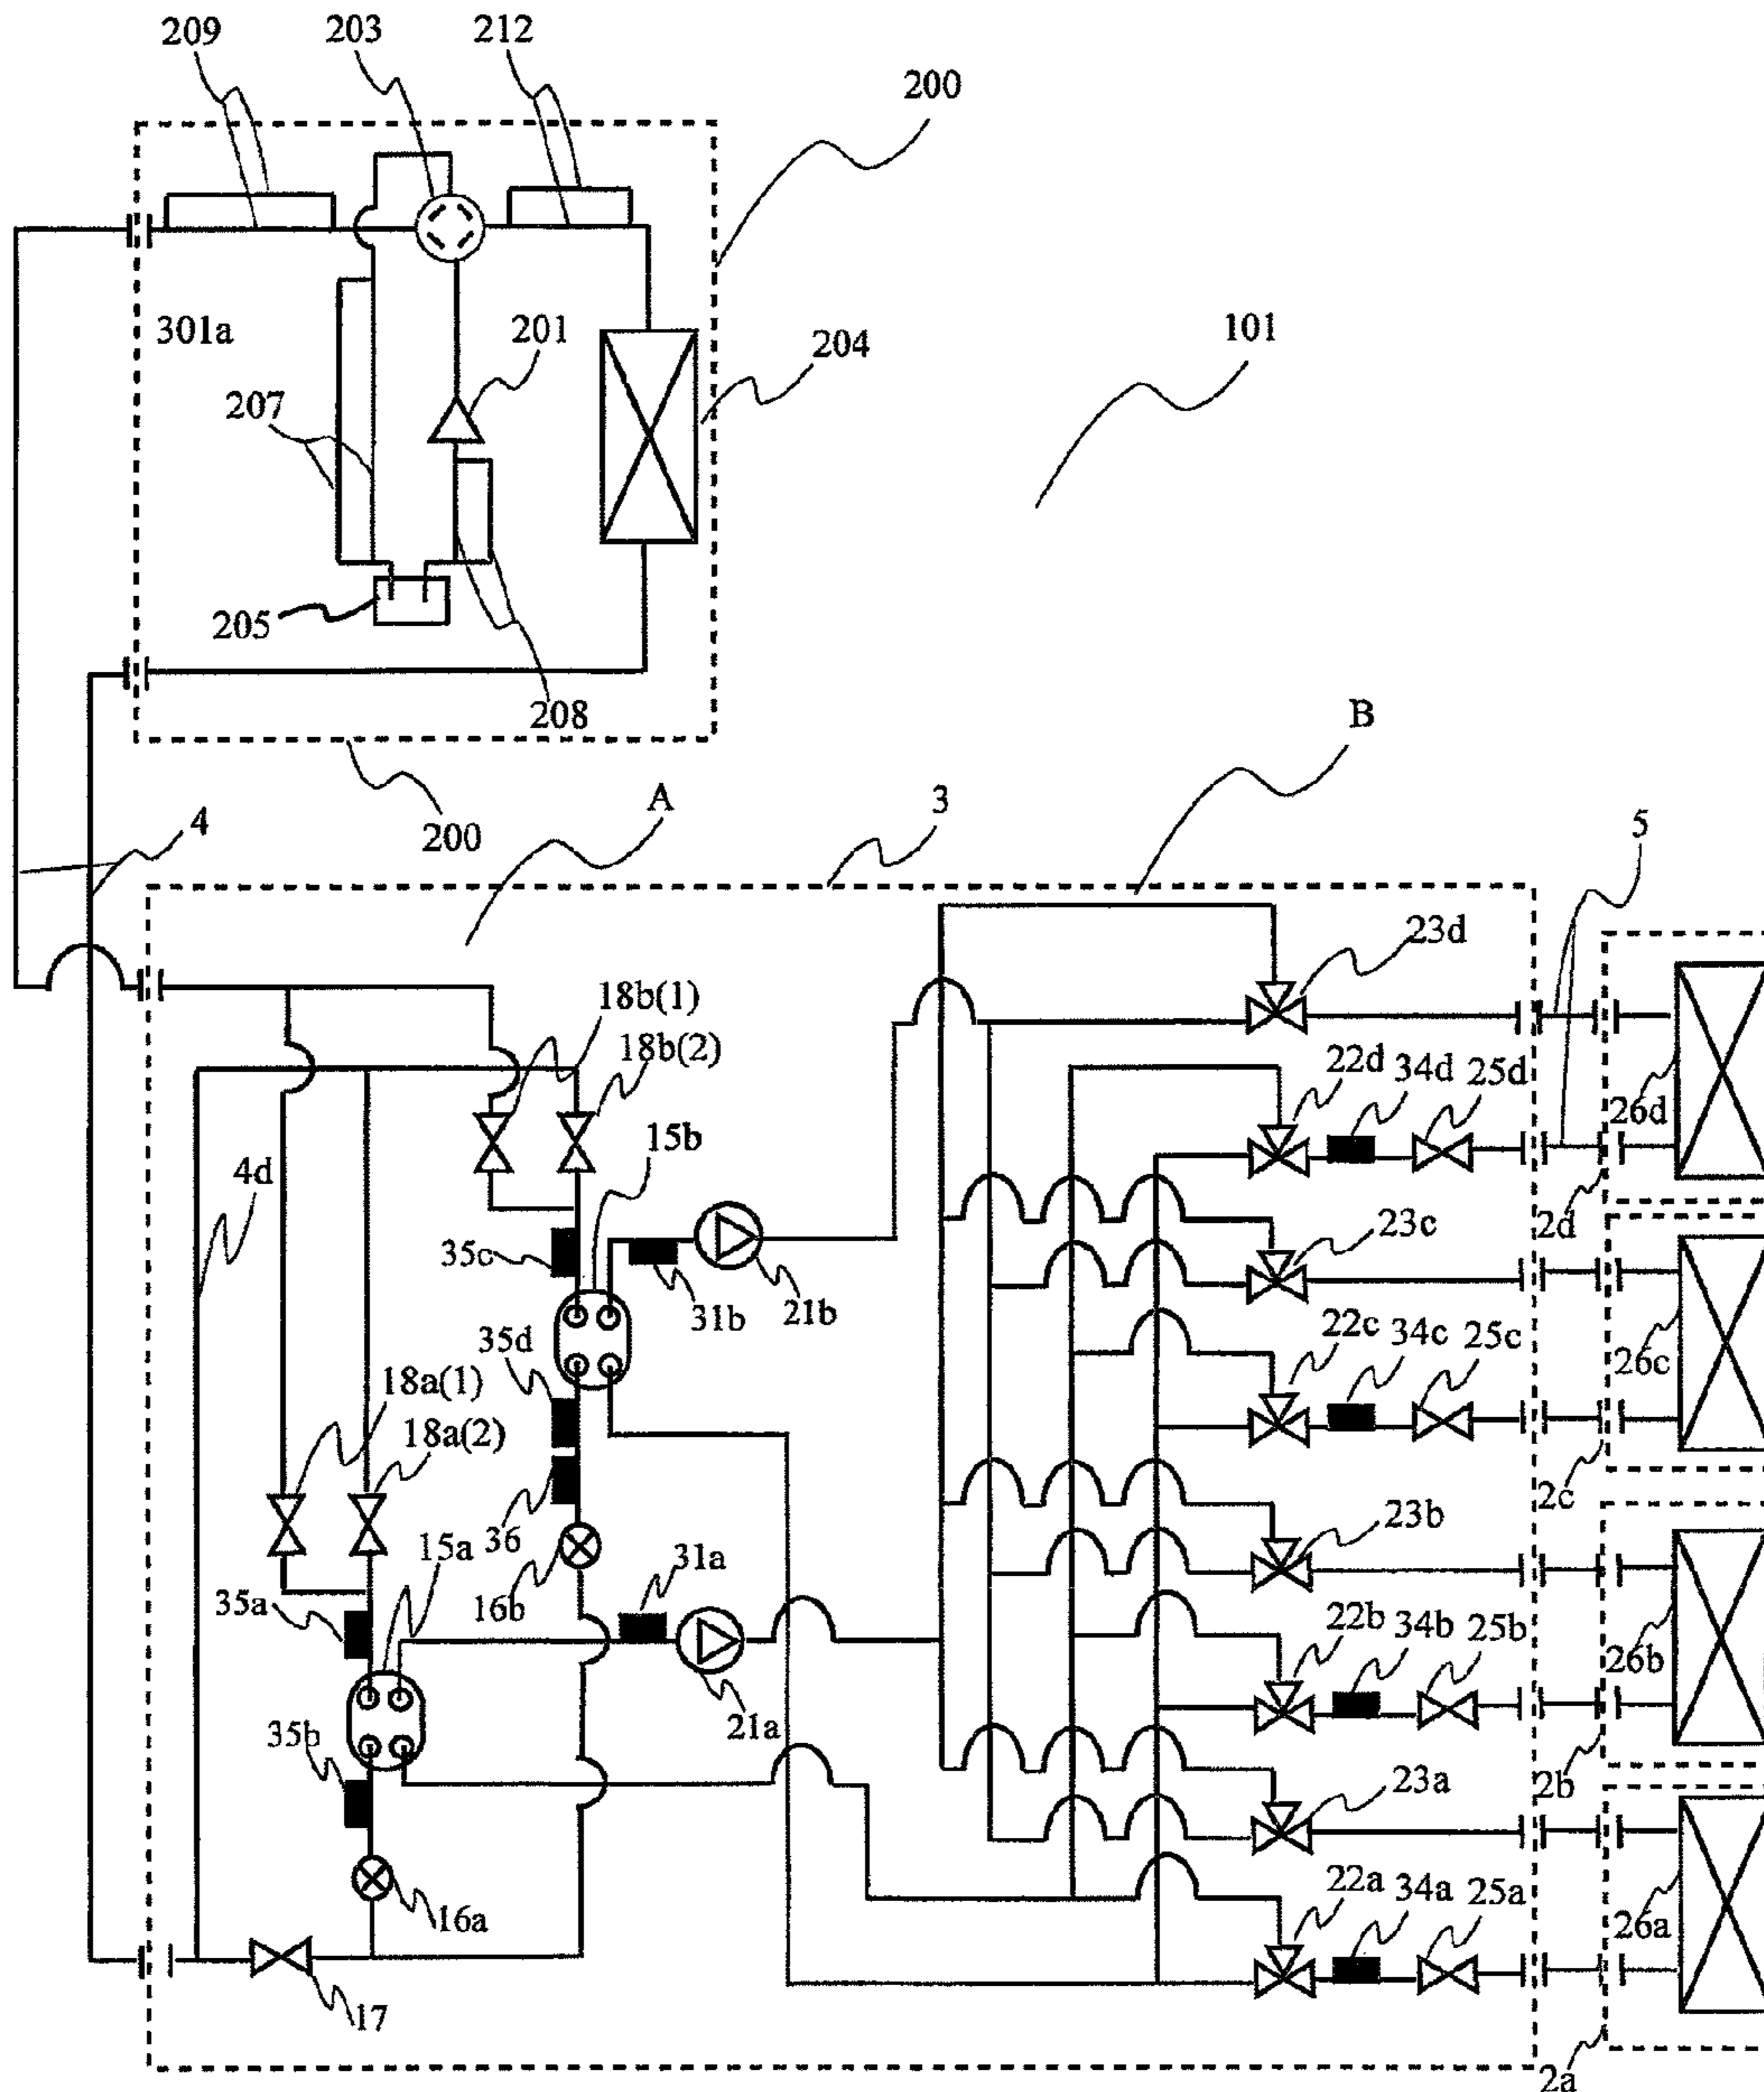 209 203 212
200
301a 201 204 101
207
205
208
200
4 A 3 B 5
23d
18b(1)
18b(2)
22d 34d 25d 26d
4d 15b
2d
23c
35c 31b 21b
35d 22c 34c 25c 26c
18a(1)
18a(2)
2c
36 23b
15a 16b 31a
35a
22b 34b 25b 26b
21a
35b
23a 2b
16a
22a 34a 25a 26a
17
2a